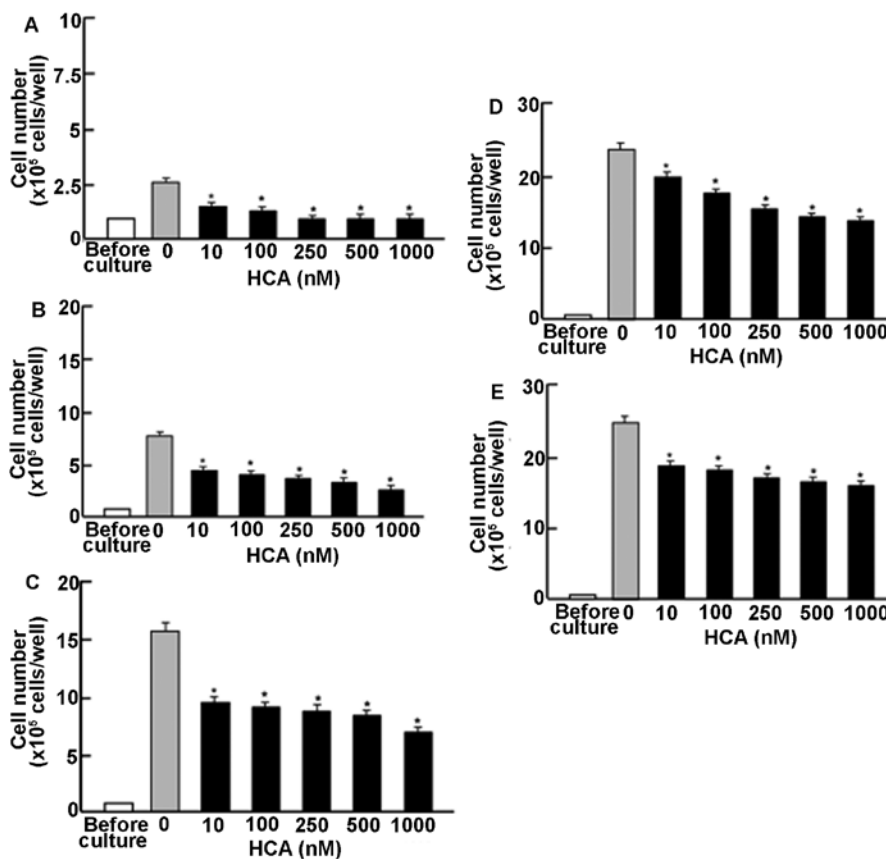 A
Cell number
(x10⁵ cells/well)
10
7.5
5
2.5
0
* * * * *
Before
culture
0 10 100 250 500 1000
HCA (nM)
B
Cell number
(x10⁵ cells/well)
20
15
10
5
0
* * * * *
Before
culture
0 10 100 250 500 1000
HCA (nM)
C
Cell number
(x10⁵ cells/well)
20
15
10
5
0
* * * * *
Before
culture
0 10 100 250 500 1000
HCA (nM)
D
Cell number
(x10⁵ cells/well)
30
20
10
0
* * * * *
Before
culture
0 10 100 250 500 1000
HCA (nM)
E
Cell number
(x10⁵ cells/well)
30
20
10
0
* * * * *
Before
culture
0 10 100 250 500 1000
HCA (nM)